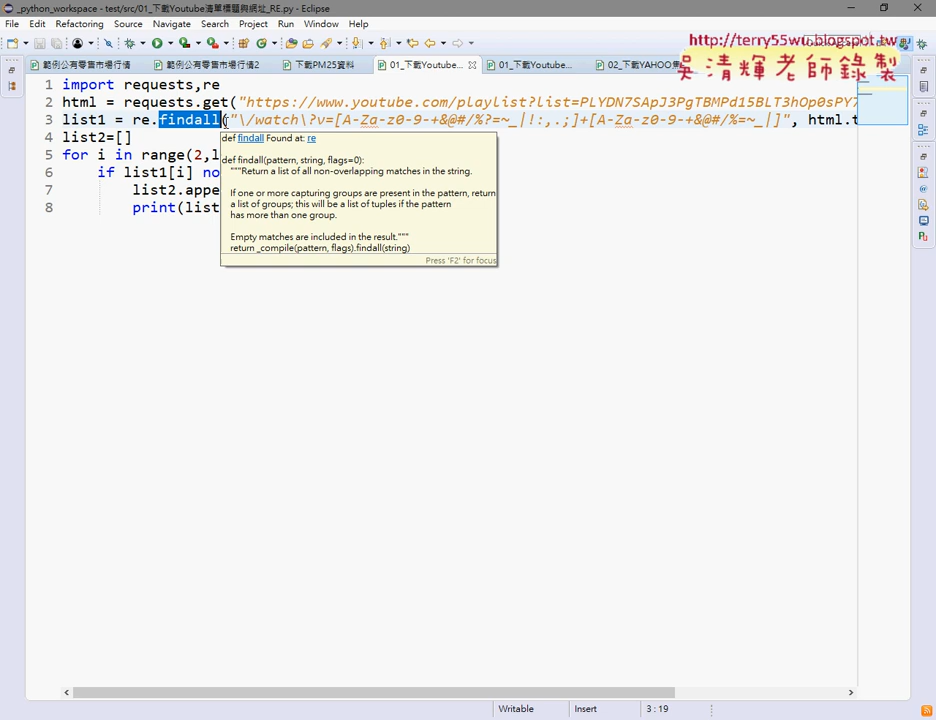 _python_workspace - test/src/01_下載Youtube清單標題與網址_RE.py - Eclipse
File Edit Refactoring Source Navigate Search Project Run Window Help
http://terry55wu.blogspot.tw
吳清輝老師錄製
範例公有零售市場行情 範例公有零售市場行情2 下載PM25資料 01_下載Youtube... 01_下載Youtube... 02_下載YAHOO焦
1 import requests,re
2 html = requests.get("https://www.youtube.com/playlist?list=PLYDN7SApJ3PgTBMPd15BLT3hOp0sPY7
3 list1 = re.findall("\/watch\?v=[A-Za-z0-9-+&@#/%?=~_|!:,.;]+[A-Za-z0-9-+&@#/%=~_|]", html.t
4 list2=[]
5 for i in range(2,l
6 if list1[i] no
7 list2.appe
8 print(list
def findall Found at: re
def findall(pattern, string, flags=0):
"""Return a list of all non-overlapping matches in the string.
If one or more capturing groups are present in the pattern, return
a list of groups; this will be a list of tuples if the pattern
has more than one group.
Empty matches are included in the result."""
return _compile(pattern, flags).findall(string)
Press 'F2' for focus
Writable Insert 3 : 19